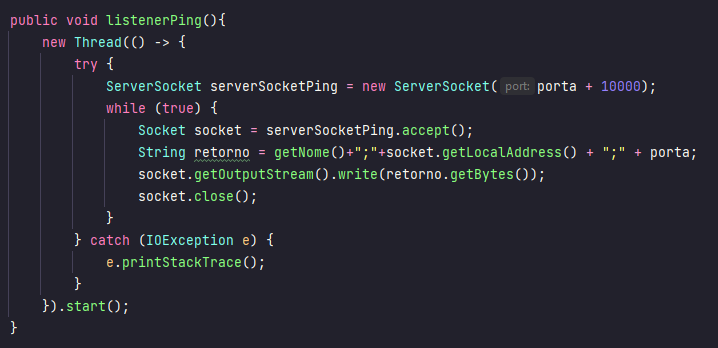 public void listenerPing(){
    new Thread(() -> {
        try {
            ServerSocket serverSocketPing = new ServerSocket( port: porta + 10000);
            while (true) {
                Socket socket = serverSocketPing.accept();
                String retorno = getNome()+";"+socket.getLocalAddress() + ";" + porta;
                socket.getOutputStream().write(retorno.getBytes());
                socket.close();
            }
        } catch (IOException e) {
            e.printStackTrace();
        }
    }).start();
}